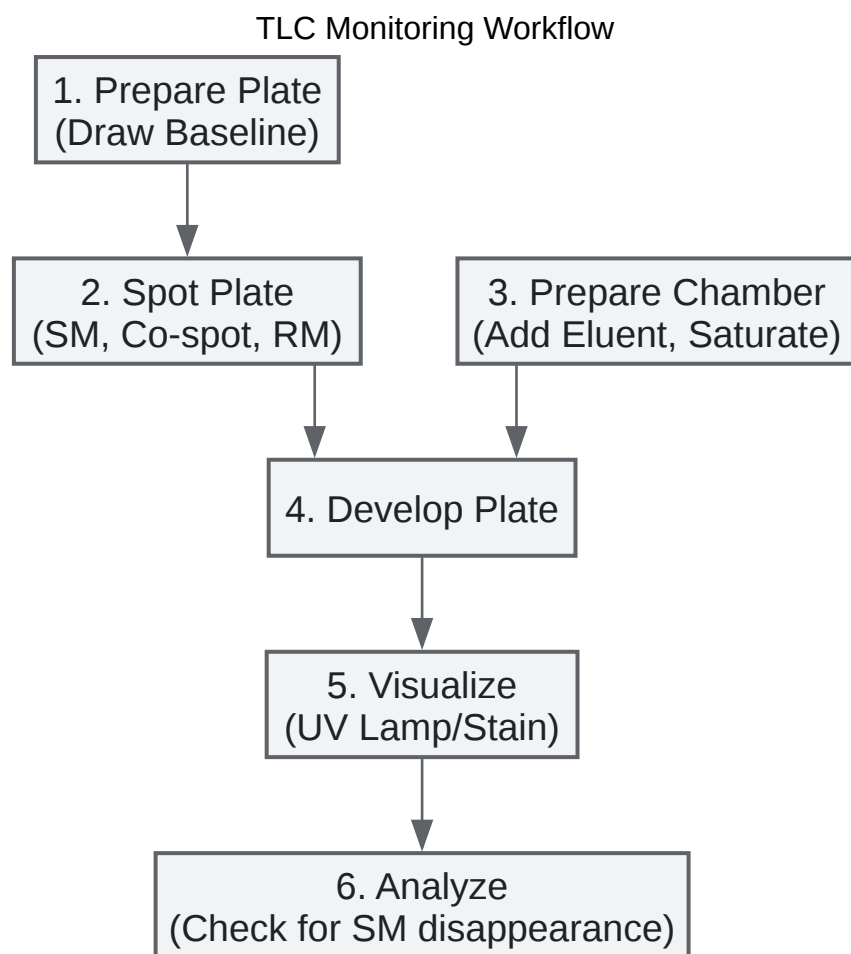 TLC Monitoring Workflow
1. Prepare Plate
(Draw Baseline)
2. Spot Plate
(SM, Co-spot, RM)
3. Prepare Chamber
(Add Eluent, Saturate)
4. Develop Plate
5. Visualize
(UV Lamp/Stain)
6. Analyze
(Check for SM disappearance)